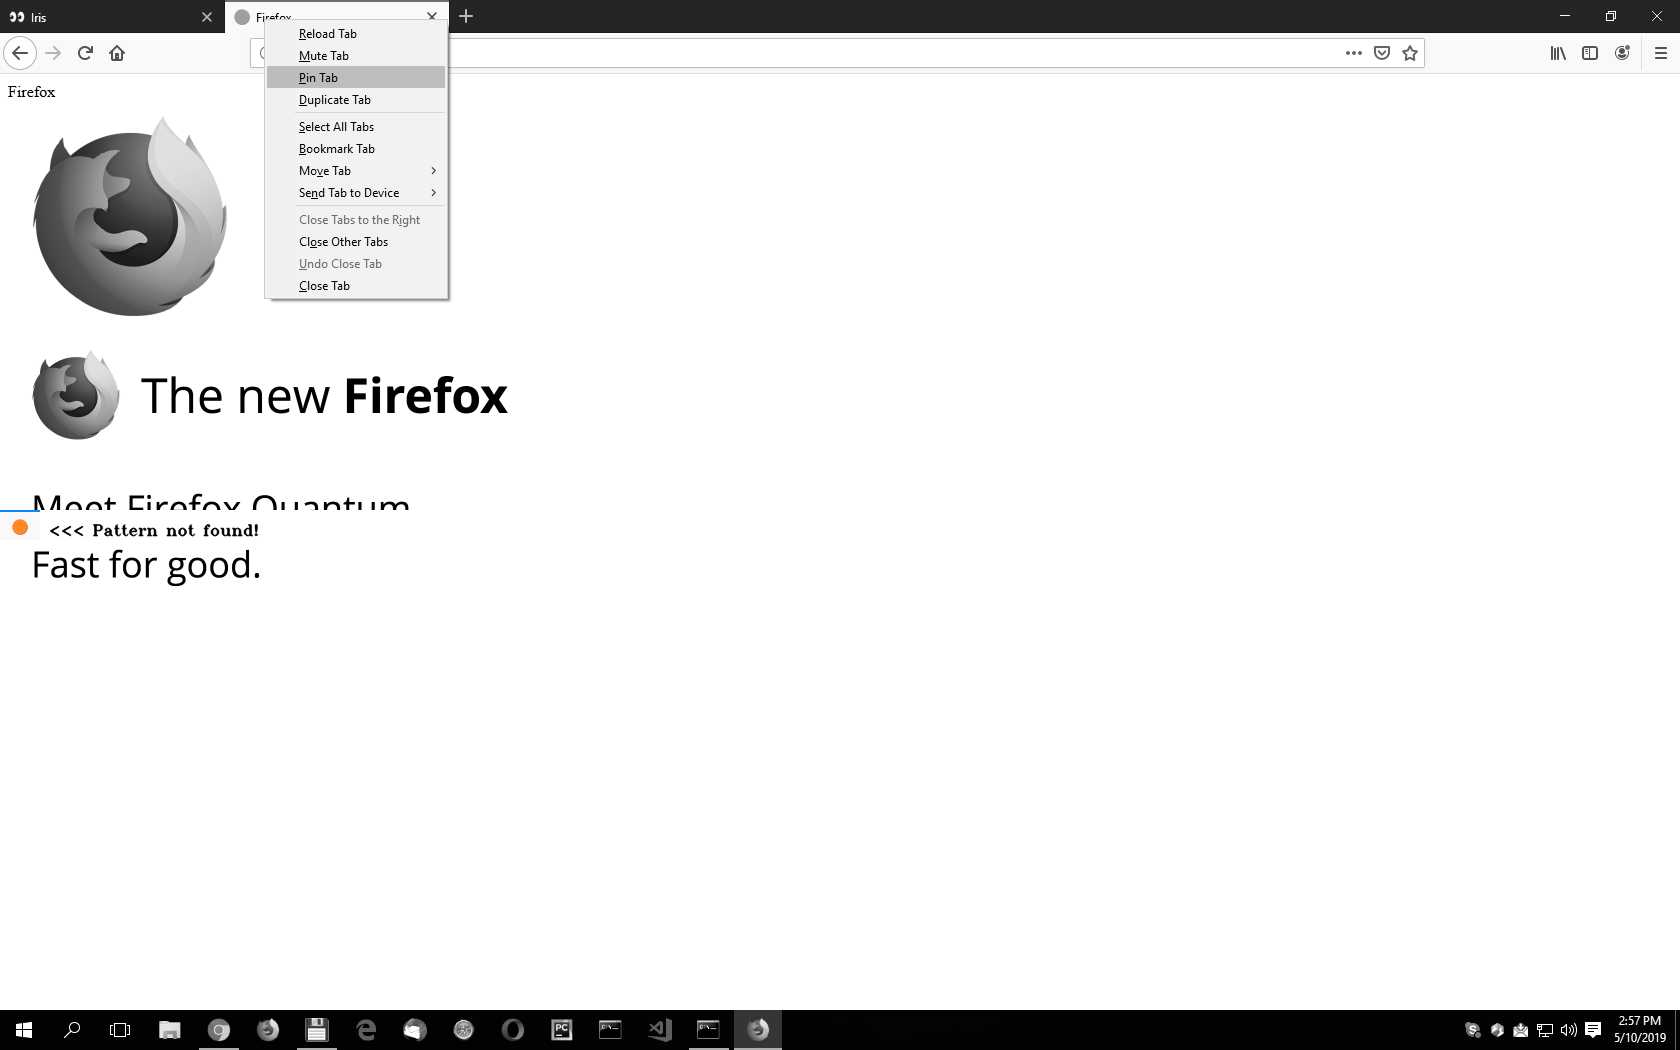 Iris
Firefox
Reload Tab
Mute Tab
Pin Tab
Duplicate Tab
Select All Tabs
Bookmark Tab
Move Tab
Send Tab to Device
Close Tabs to the Right
Close Other Tabs
Undo Close Tab
Close Tab
Firefox
The new Firefox
Meet Firefox Quantum
<<< Pattern not found!
Fast for good.
PC
2:57 PM
5/10/2019